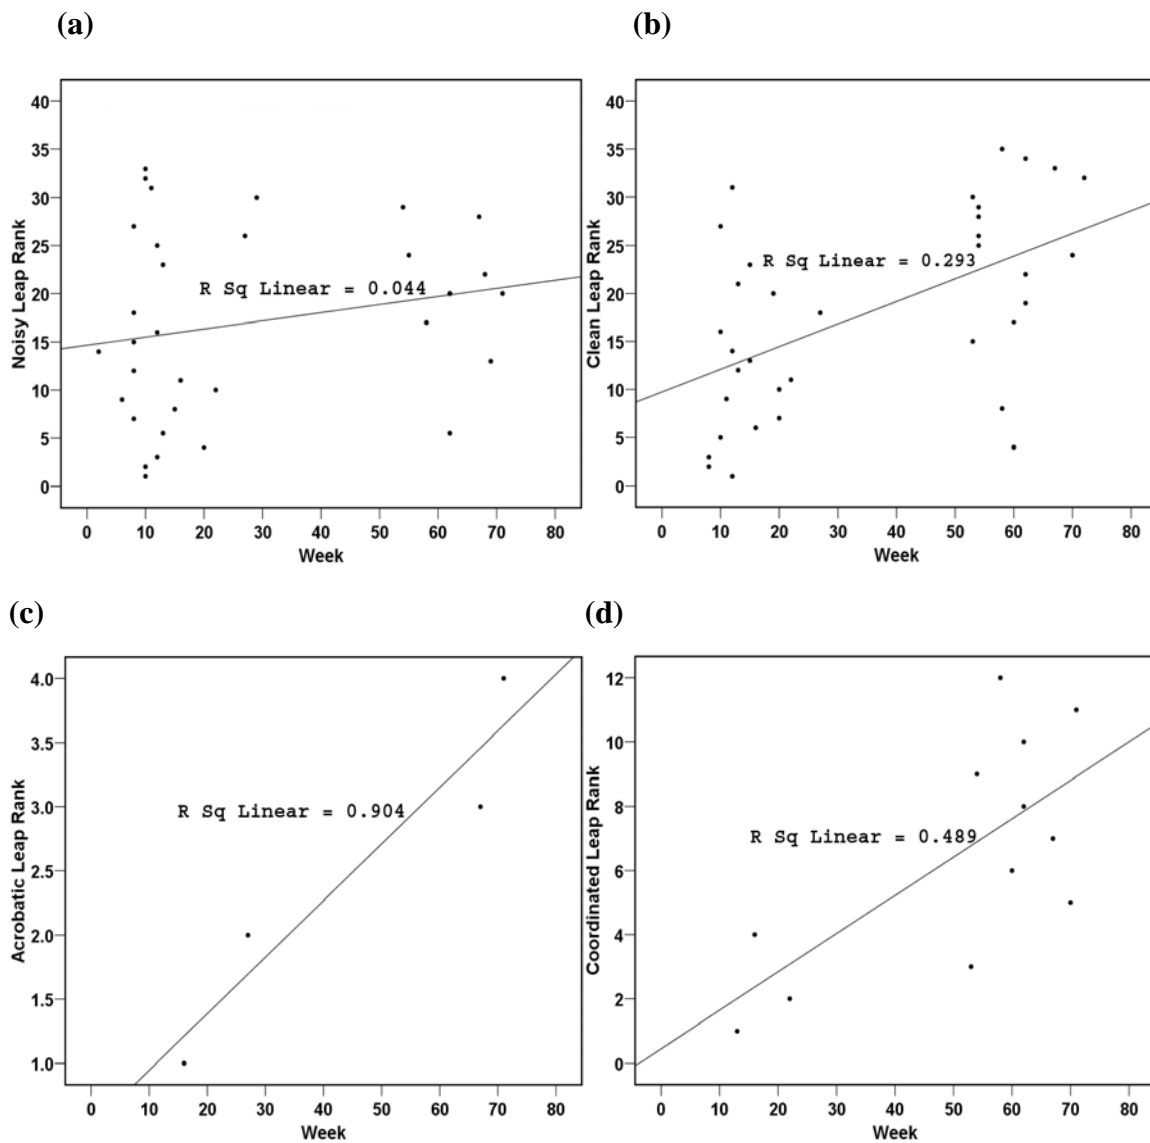 (a)
40
35
30
25
20
15
10
5
0
Noisy Leap Rank
R Sq Linear = 0.044
0 10 20 30 40 50 60 70 80
Week
(b)
40
35
30
25
20
15
10
5
0
Clean Leap Rank
R Sq Linear = 0.293
0 10 20 30 40 50 60 70 80
Week
(c)
4.0
3.5
3.0
2.5
2.0
1.5
1.0
Acrobatic Leap Rank
R Sq Linear = 0.904
0 10 20 30 40 50 60 70 80
Week
(d)
12
10
8
6
4
2
0
Coordinated Leap Rank
R Sq Linear = 0.489
0 10 20 30 40 50 60 70 80
Week